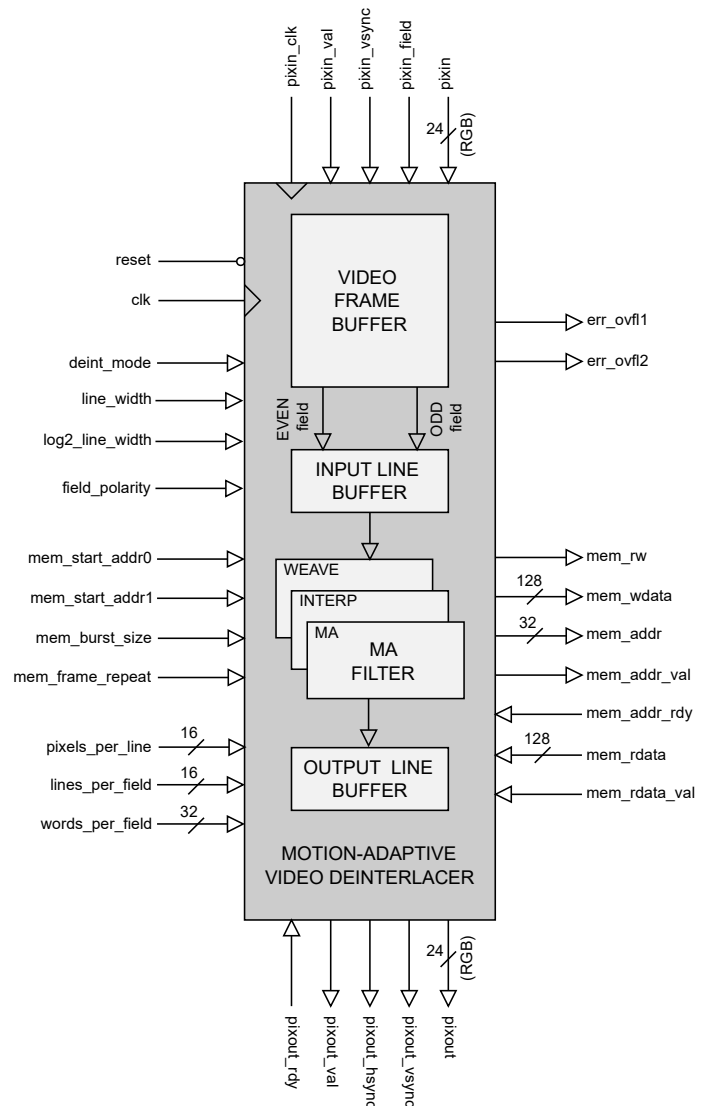 pixin_clk
pixin_val
pixin_vsync
pixin_field
pixin
24
(RGB)
reset
clk
deint_mode
line_width
log2_line_width
field_polarity
mem_start_addr0
mem_start_addr1
mem_burst_size
mem_frame_repeat
pixels_per_line
16
lines_per_field
16
words_per_field
32
VIDEO
FRAME
BUFFER
EVEN
field
ODD
field
INPUT LINE
BUFFER
WEAVE
INTERP
MA
MA
FILTER
OUTPUT LINE
BUFFER
MOTION-ADAPTIVE
VIDEO DEINTERLACER
err_ovfl1
err_ovfl2
mem_rw
128
mem_wdata
32
mem_addr
mem_addr_val
mem_addr_rdy
128
mem_rdata
mem_rdata_val
24
(RGB)
pixout_rdy
pixout_val
pixout_hsync
pixout_vsync
pixout